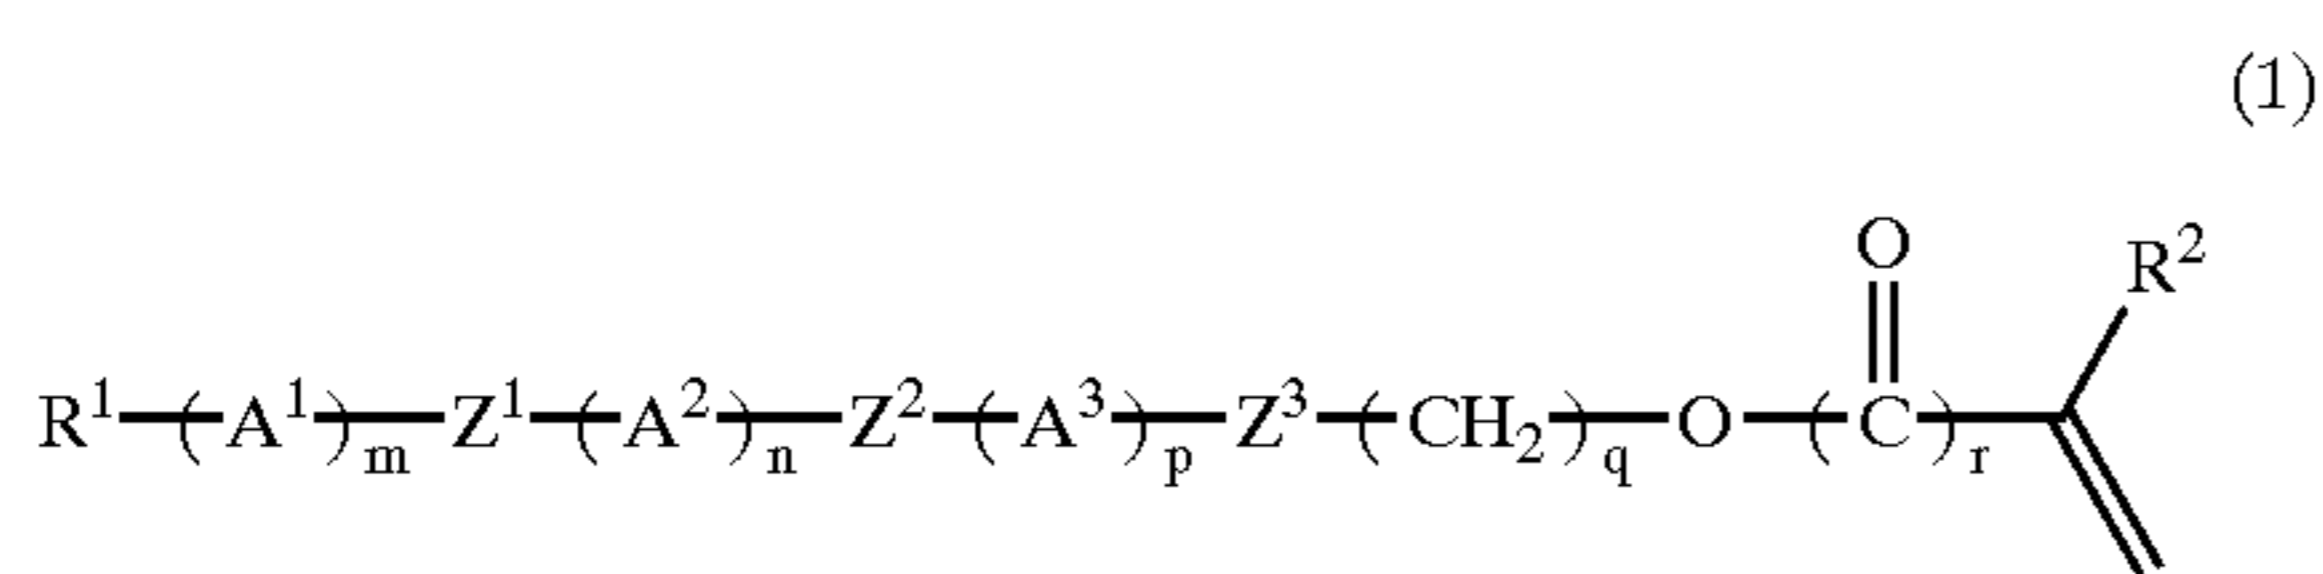 (1)
O
R²
R¹—(A¹)ₘ—Z¹—(A²)ₙ—Z²—(A³)ₚ—Z³—(CH₂)q—O—(C)r